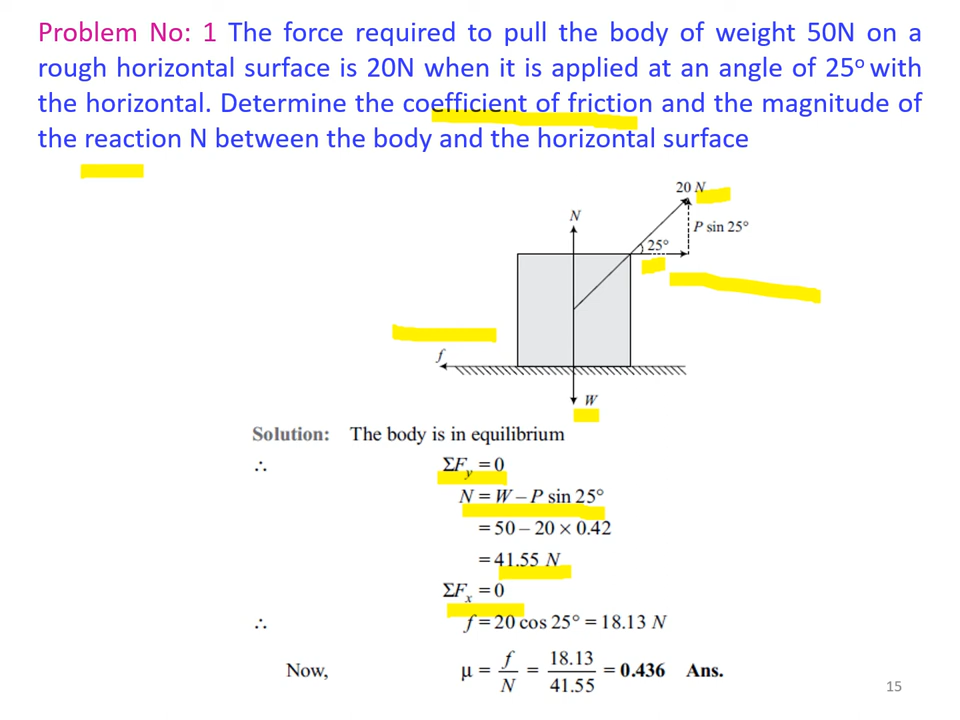 Problem No: 1 The force required to pull the body of weight 50N on a
rough horizontal surface is 20N when it is applied at an angle of 25° with
the horizontal. Determine the coefficient of friction and the magnitude of
the reaction N between the body and the horizontal surface
20 N
N
P sin 25°
25°
f
W
Solution: The body is in equilibrium
∴ ΣF_y = 0
N = W – P sin 25°
= 50 – 20 × 0.42
= 41.55 N
ΣF_x = 0
∴ f = 20 cos 25° = 18.13 N
Now, μ = f/N = 18.13/41.55 = 0.436 Ans.
15